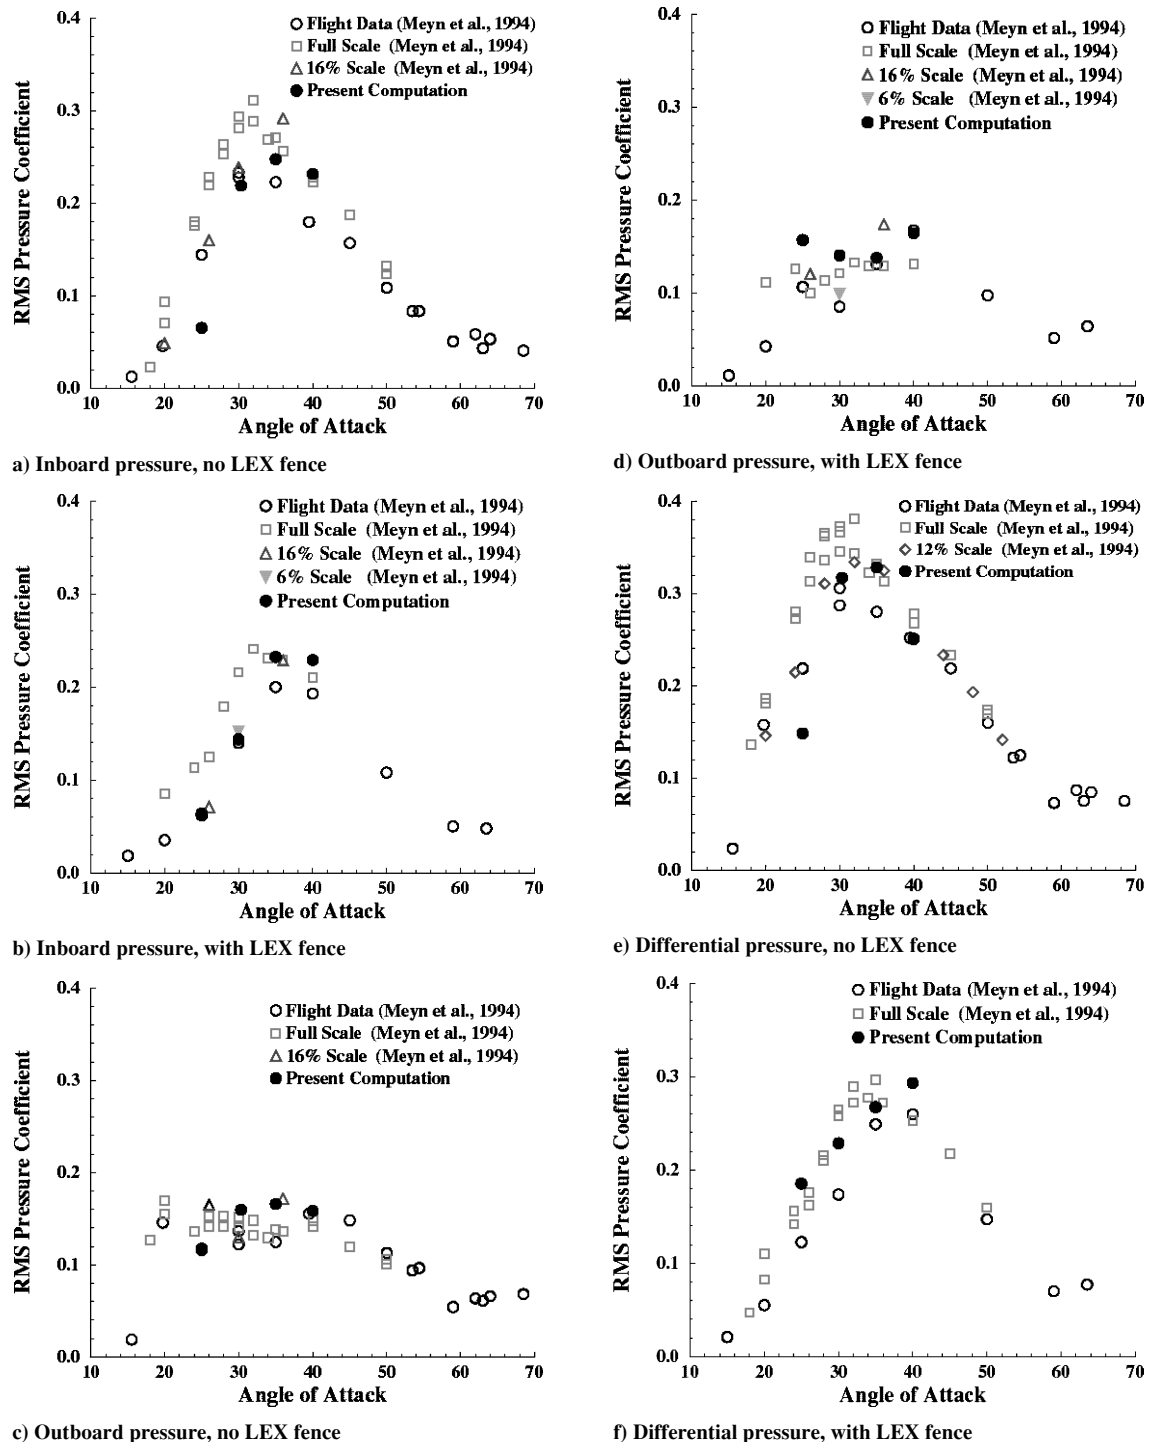 0.4
0.3
0.2
0.1
0.0
RMS Pressure Coefficient
Flight Data (Meyn et al., 1994)
Full Scale (Meyn et al., 1994)
16% Scale (Meyn et al., 1994)
Present Computation
10 20 30 40 50 60 70
Angle of Attack
a) Inboard pressure, no LEX fence
0.4
0.3
0.2
0.1
0.0
RMS Pressure Coefficient
Flight Data (Meyn et al., 1994)
Full Scale (Meyn et al., 1994)
16% Scale (Meyn et al., 1994)
6% Scale (Meyn et al., 1994)
Present Computation
10 20 30 40 50 60 70
Angle of Attack
b) Inboard pressure, with LEX fence
0.4
0.3
0.2
0.1
0.0
RMS Pressure Coefficient
Flight Data (Meyn et al., 1994)
Full Scale (Meyn et al., 1994)
16% Scale (Meyn et al., 1994)
Present Computation
10 20 30 40 50 60 70
Angle of Attack
c) Outboard pressure, no LEX fence
0.4
0.3
0.2
0.1
0.0
RMS Pressure Coefficient
Flight Data (Meyn et al., 1994)
Full Scale (Meyn et al., 1994)
16% Scale (Meyn et al., 1994)
6% Scale (Meyn et al., 1994)
Present Computation
10 20 30 40 50 60 70
Angle of Attack
d) Outboard pressure, with LEX fence
0.4
0.3
0.2
0.1
0.0
RMS Pressure Coefficient
Flight Data (Meyn et al., 1994)
Full Scale (Meyn et al., 1994)
12% Scale (Meyn et al., 1994)
Present Computation
10 20 30 40 50 60 70
Angle of Attack
e) Differential pressure, no LEX fence
0.4
0.3
0.2
0.1
0.0
RMS Pressure Coefficient
Flight Data (Meyn et al., 1994)
Full Scale (Meyn et al., 1994)
Present Computation
10 20 30 40 50 60 70
Angle of Attack
f) Differential pressure, with LEX fence